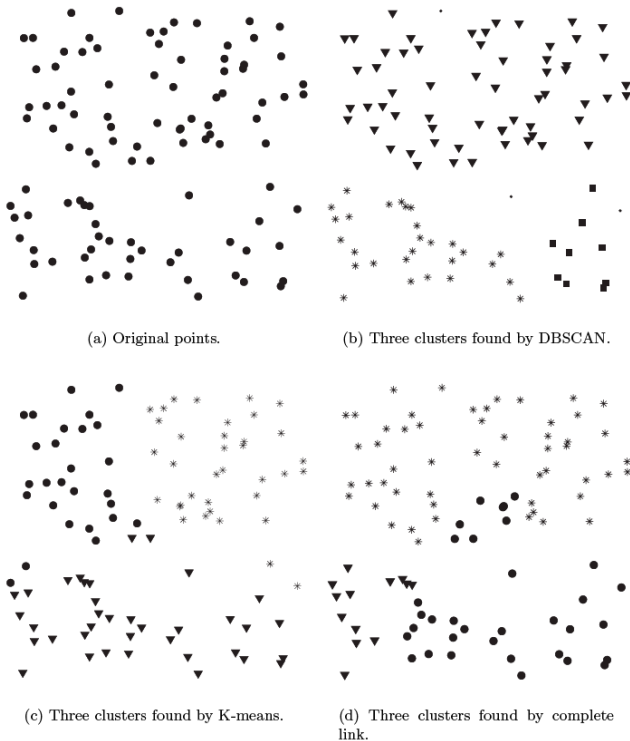 (a) Original points.
(b) Three clusters found by DBSCAN.
(c) Three clusters found by K-means.
(d) Three clusters found by complete
link.